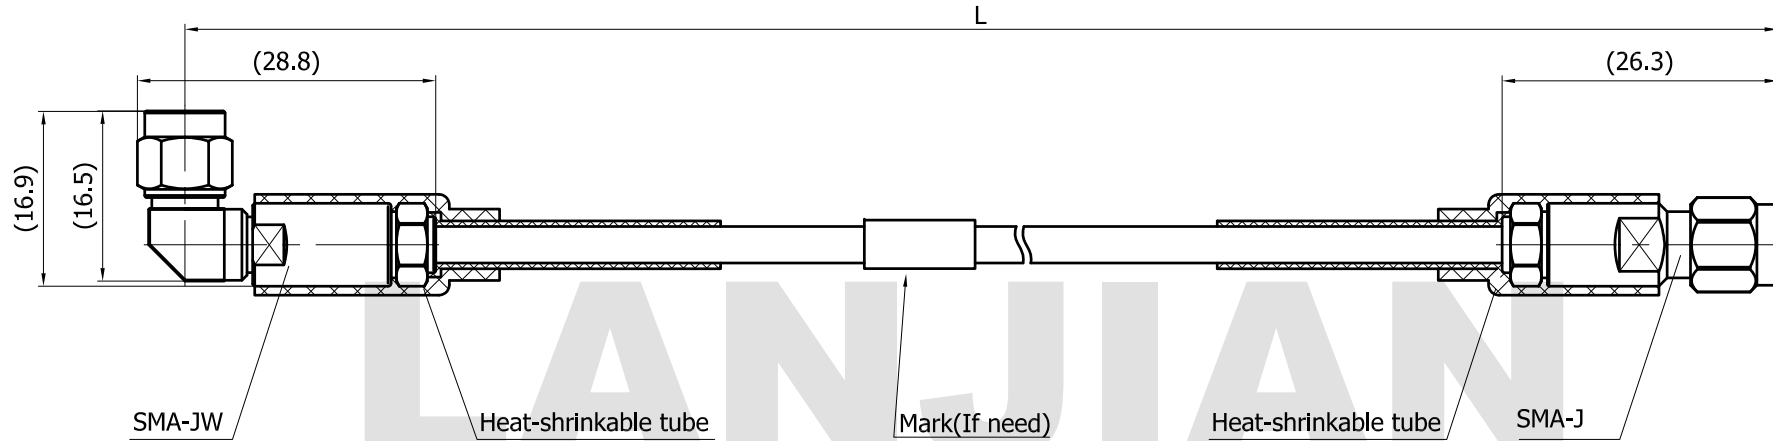 L
(28.8)
(26.3)
(16.9)
(16.5)
SMA-JW
Heat-shrinkable tube
Mark(If need)
Heat-shrinkable tube
SMA-J
LANJIAN